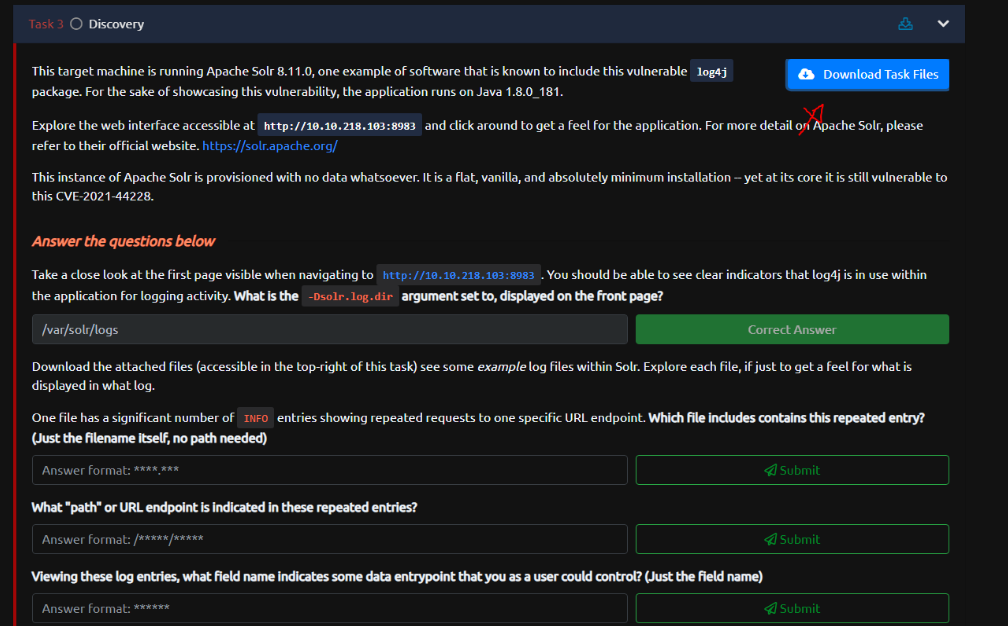 Task 3 Discovery
This target machine is running Apache Solr 8.11.0, one example of software that is known to include this vulnerable log4j
package. For the sake of showcasing this vulnerability, the application runs on Java 1.8.0_181.
Download Task Files
Explore the web interface accessible at http://10.10.218.103:8983 and click around to get a feel for the application. For more detail on Apache Solr, please
refer to their official website. https://solr.apache.org/
This instance of Apache Solr is provisioned with no data whatsoever. It is a flat, vanilla, and absolutely minimum installation -- yet at its core it is still vulnerable to
this CVE-2021-44228.
Answer the questions below
Take a close look at the first page visible when navigating to http://10.10.218.103:8983 . You should be able to see clear indicators that log4j is in use within
the application for logging activity. What is the -Dsolr.log.dir argument set to, displayed on the front page?
/var/solr/logs
Correct Answer
Download the attached files (accessible in the top-right of this task) see some example log files within Solr. Explore each file, if just to get a feel for what is
displayed in what log.
One file has a significant number of INFO entries showing repeated requests to one specific URL endpoint. Which file includes contains this repeated entry?
(Just the filename itself, no path needed)
Answer format: ****.***
Submit
What "path" or URL endpoint is indicated in these repeated entries?
Answer format: /*****/*****
Submit
Viewing these log entries, what field name indicates some data entrypoint that you as a user could control? (Just the field name)
Answer format: ******
Submit